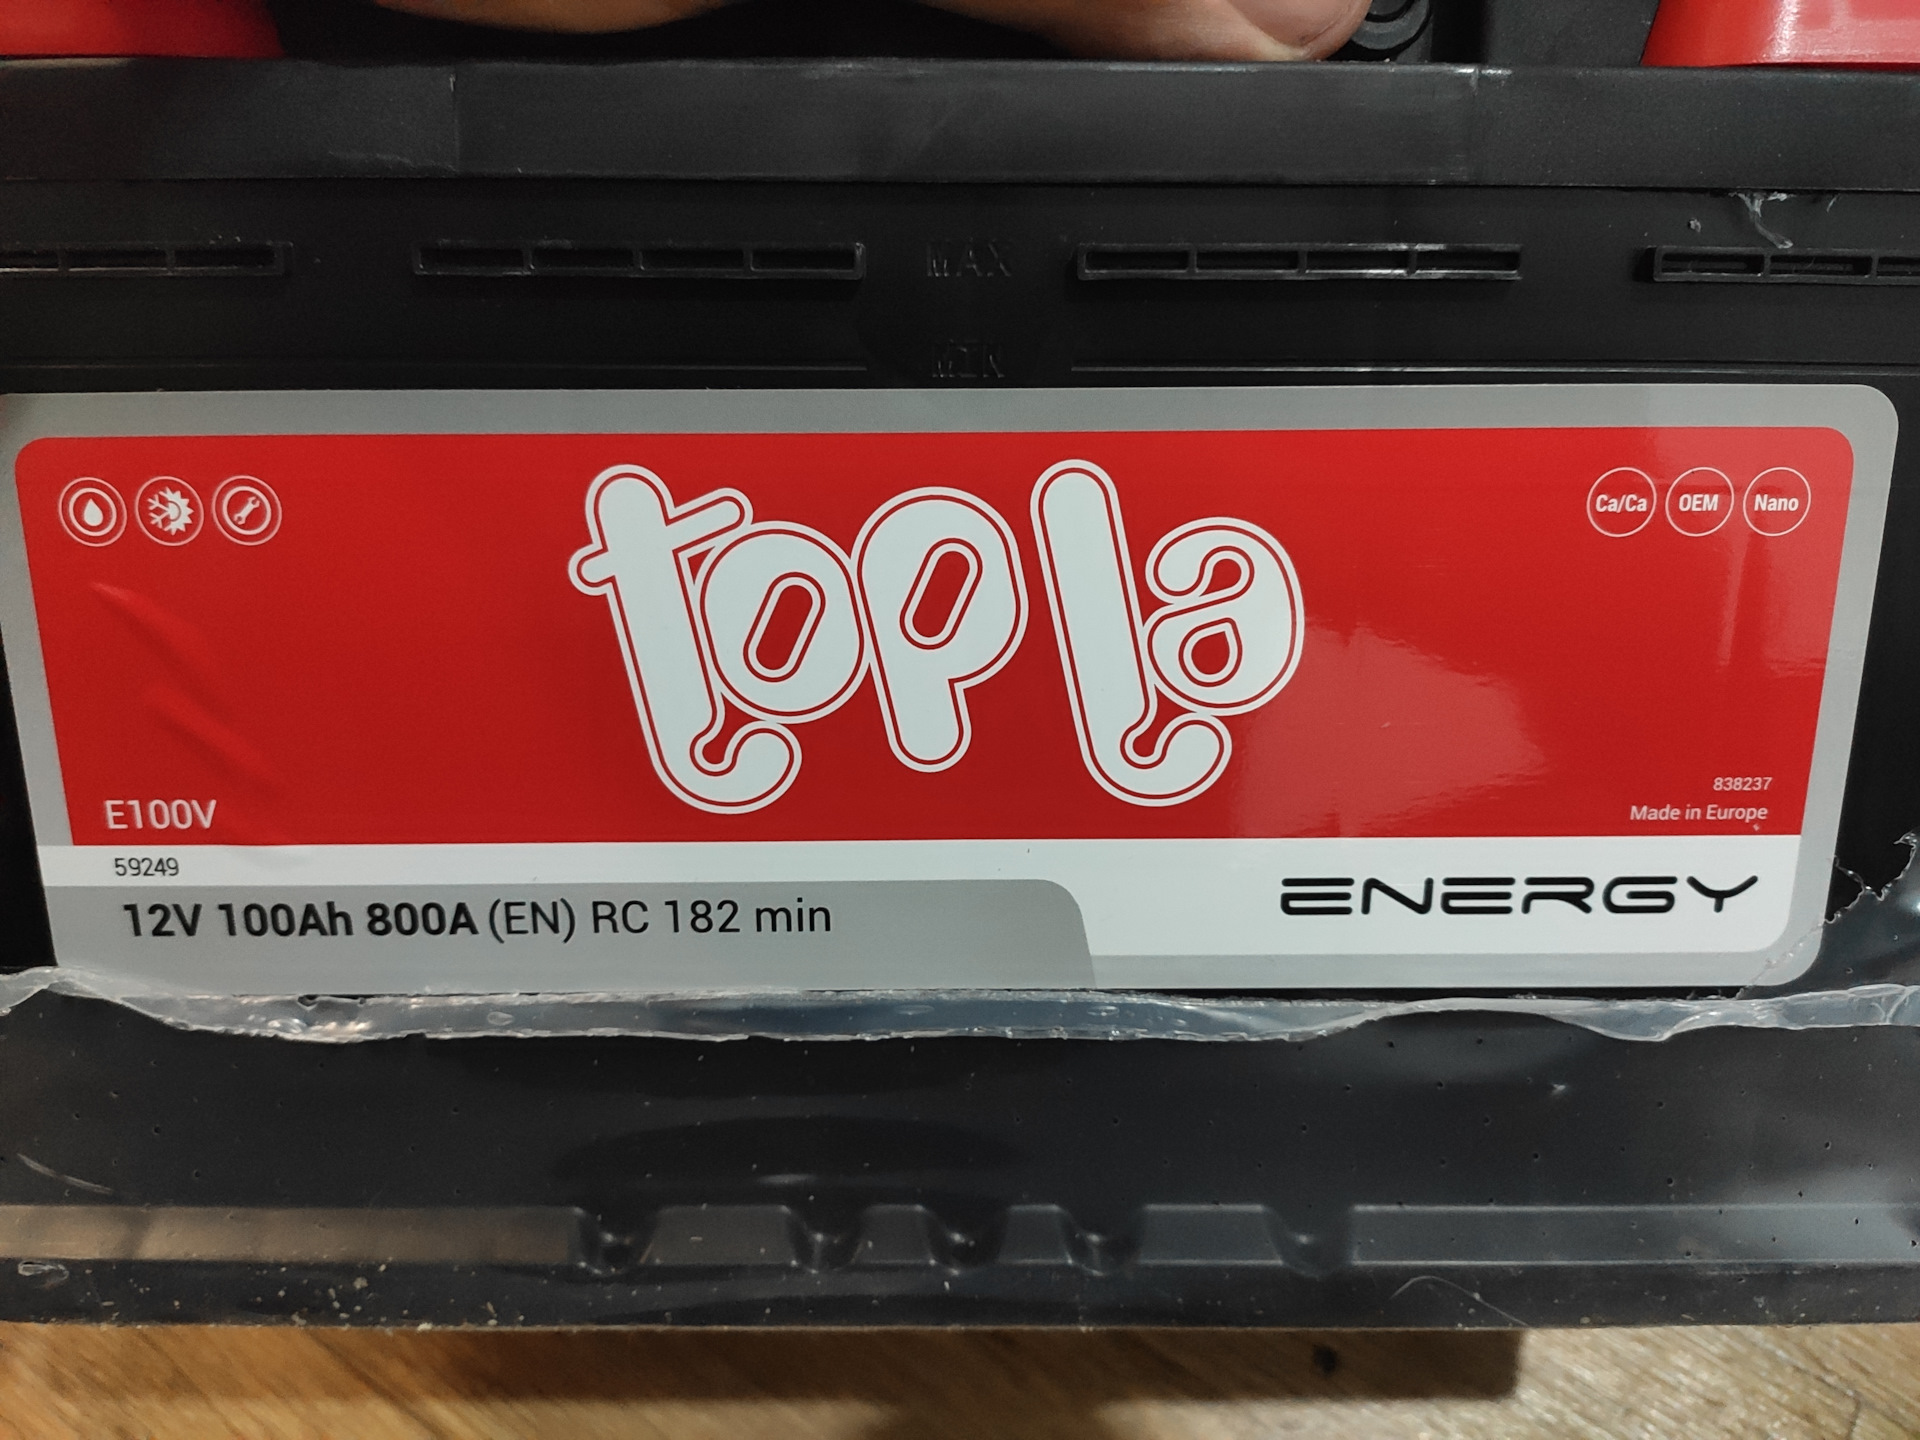 MAX
MIN
Ca/Ca OEM Nano
topla
838237
Made in Europe
E100V
59249
12V 100Ah 800A (EN) RC 182 min
ENERGY